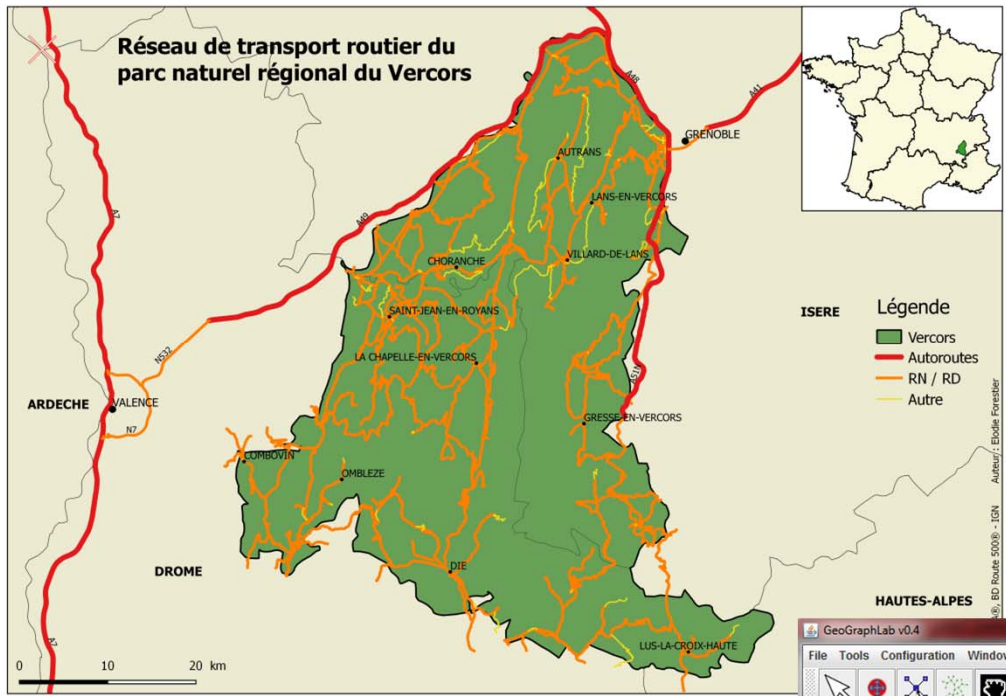 Réseau de transport routier du
parc naturel régional du Vercors
A48
A41
GRENOBLE
AUTRANS
LANS-EN-VERCORS
A7
A49
CHORANCHE
VILLARD-DE-LANS
SAINT-JEAN-EN-ROYANS
ISERE
Légende
Vercors
Autoroutes
RN / RD
Autre
N532
LA CHAPELLE-EN-VERCORS
A51N
ARDECHE
VALENCE
N7
GRESSE-EN-VERCORS
COMBOVIN
OMBLEZE
DIE
DROME
HAUTES-ALPES
LUS-LA-CROIX-HAUTE
A7
0 10 20 km
BD Route 500® - IGN Auteur : Elodie Forestier
GeoGraphLab v0.4
File Tools Configuration Window